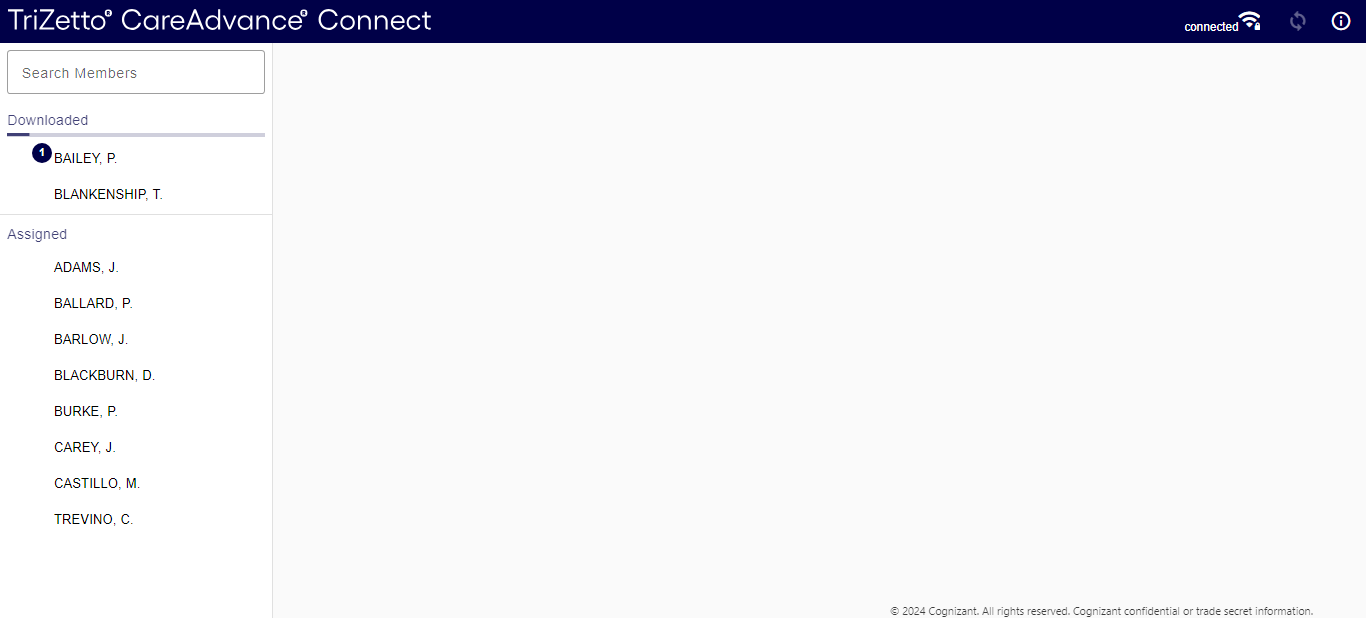 TriZetto® CareAdvance® Connect
connected
Search Members
Downloaded
1
BAILEY, P.
BLANKENSHIP, T.
Assigned
ADAMS, J.
BALLARD, P.
BARLOW, J.
BLACKBURN, D.
BURKE, P.
CAREY, J.
CASTILLO, M.
TREVINO, C.
© 2024 Cognizant. All rights reserved. Cognizant confidential or trade secret information.